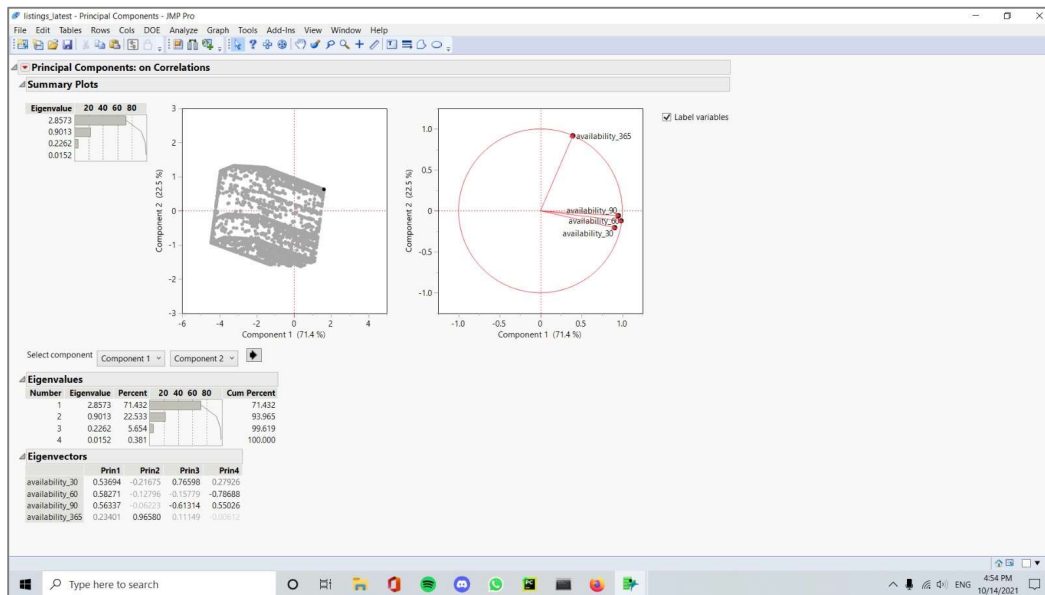 listings_latest - Principal Components - JMP Pro
File Edit Tables Rows Cols DOE Analyze Graph Tools Add-Ins View Window Help
Principal Components: on Correlations
Summary Plots
Eigenvalue 20 40 60 80
2.8573
0.9013
0.2262
0.0152
3
2
1
0
-1
-2
-3
Component 2 (22.5 %)
-6 -4 -2 0 2 4
Component 1 (71.4 %)
1.0
0.5
0
-0.5
-1.0
Component 2 (22.5 %)
availability_365
availability_90
availability_60
availability_30
-1.0 -0.5 0 0.5 1.0
Component 1 (71.4 %)
Label variables
Select component Component 1 Component 2
Eigenvalues
Number Eigenvalue Percent 20 40 60 80 Cum Percent
1 2.8573 71.432 71.432
2 0.9013 22.533 93.965
3 0.2262 5.654 99.619
4 0.0152 0.381 100.000
Eigenvectors
Prin1 Prin2 Prin3 Prin4
availability_30 0.53694 -0.21675 0.76598 0.27926
availability_60 0.58271 -0.12796 -0.15779 -0.78688
availability_90 0.56337 -0.06223 -0.61314 0.55026
availability_365 0.23401 0.96580 0.11149 -0.00612
Type here to search
ENG
4:54 PM
10/14/2021